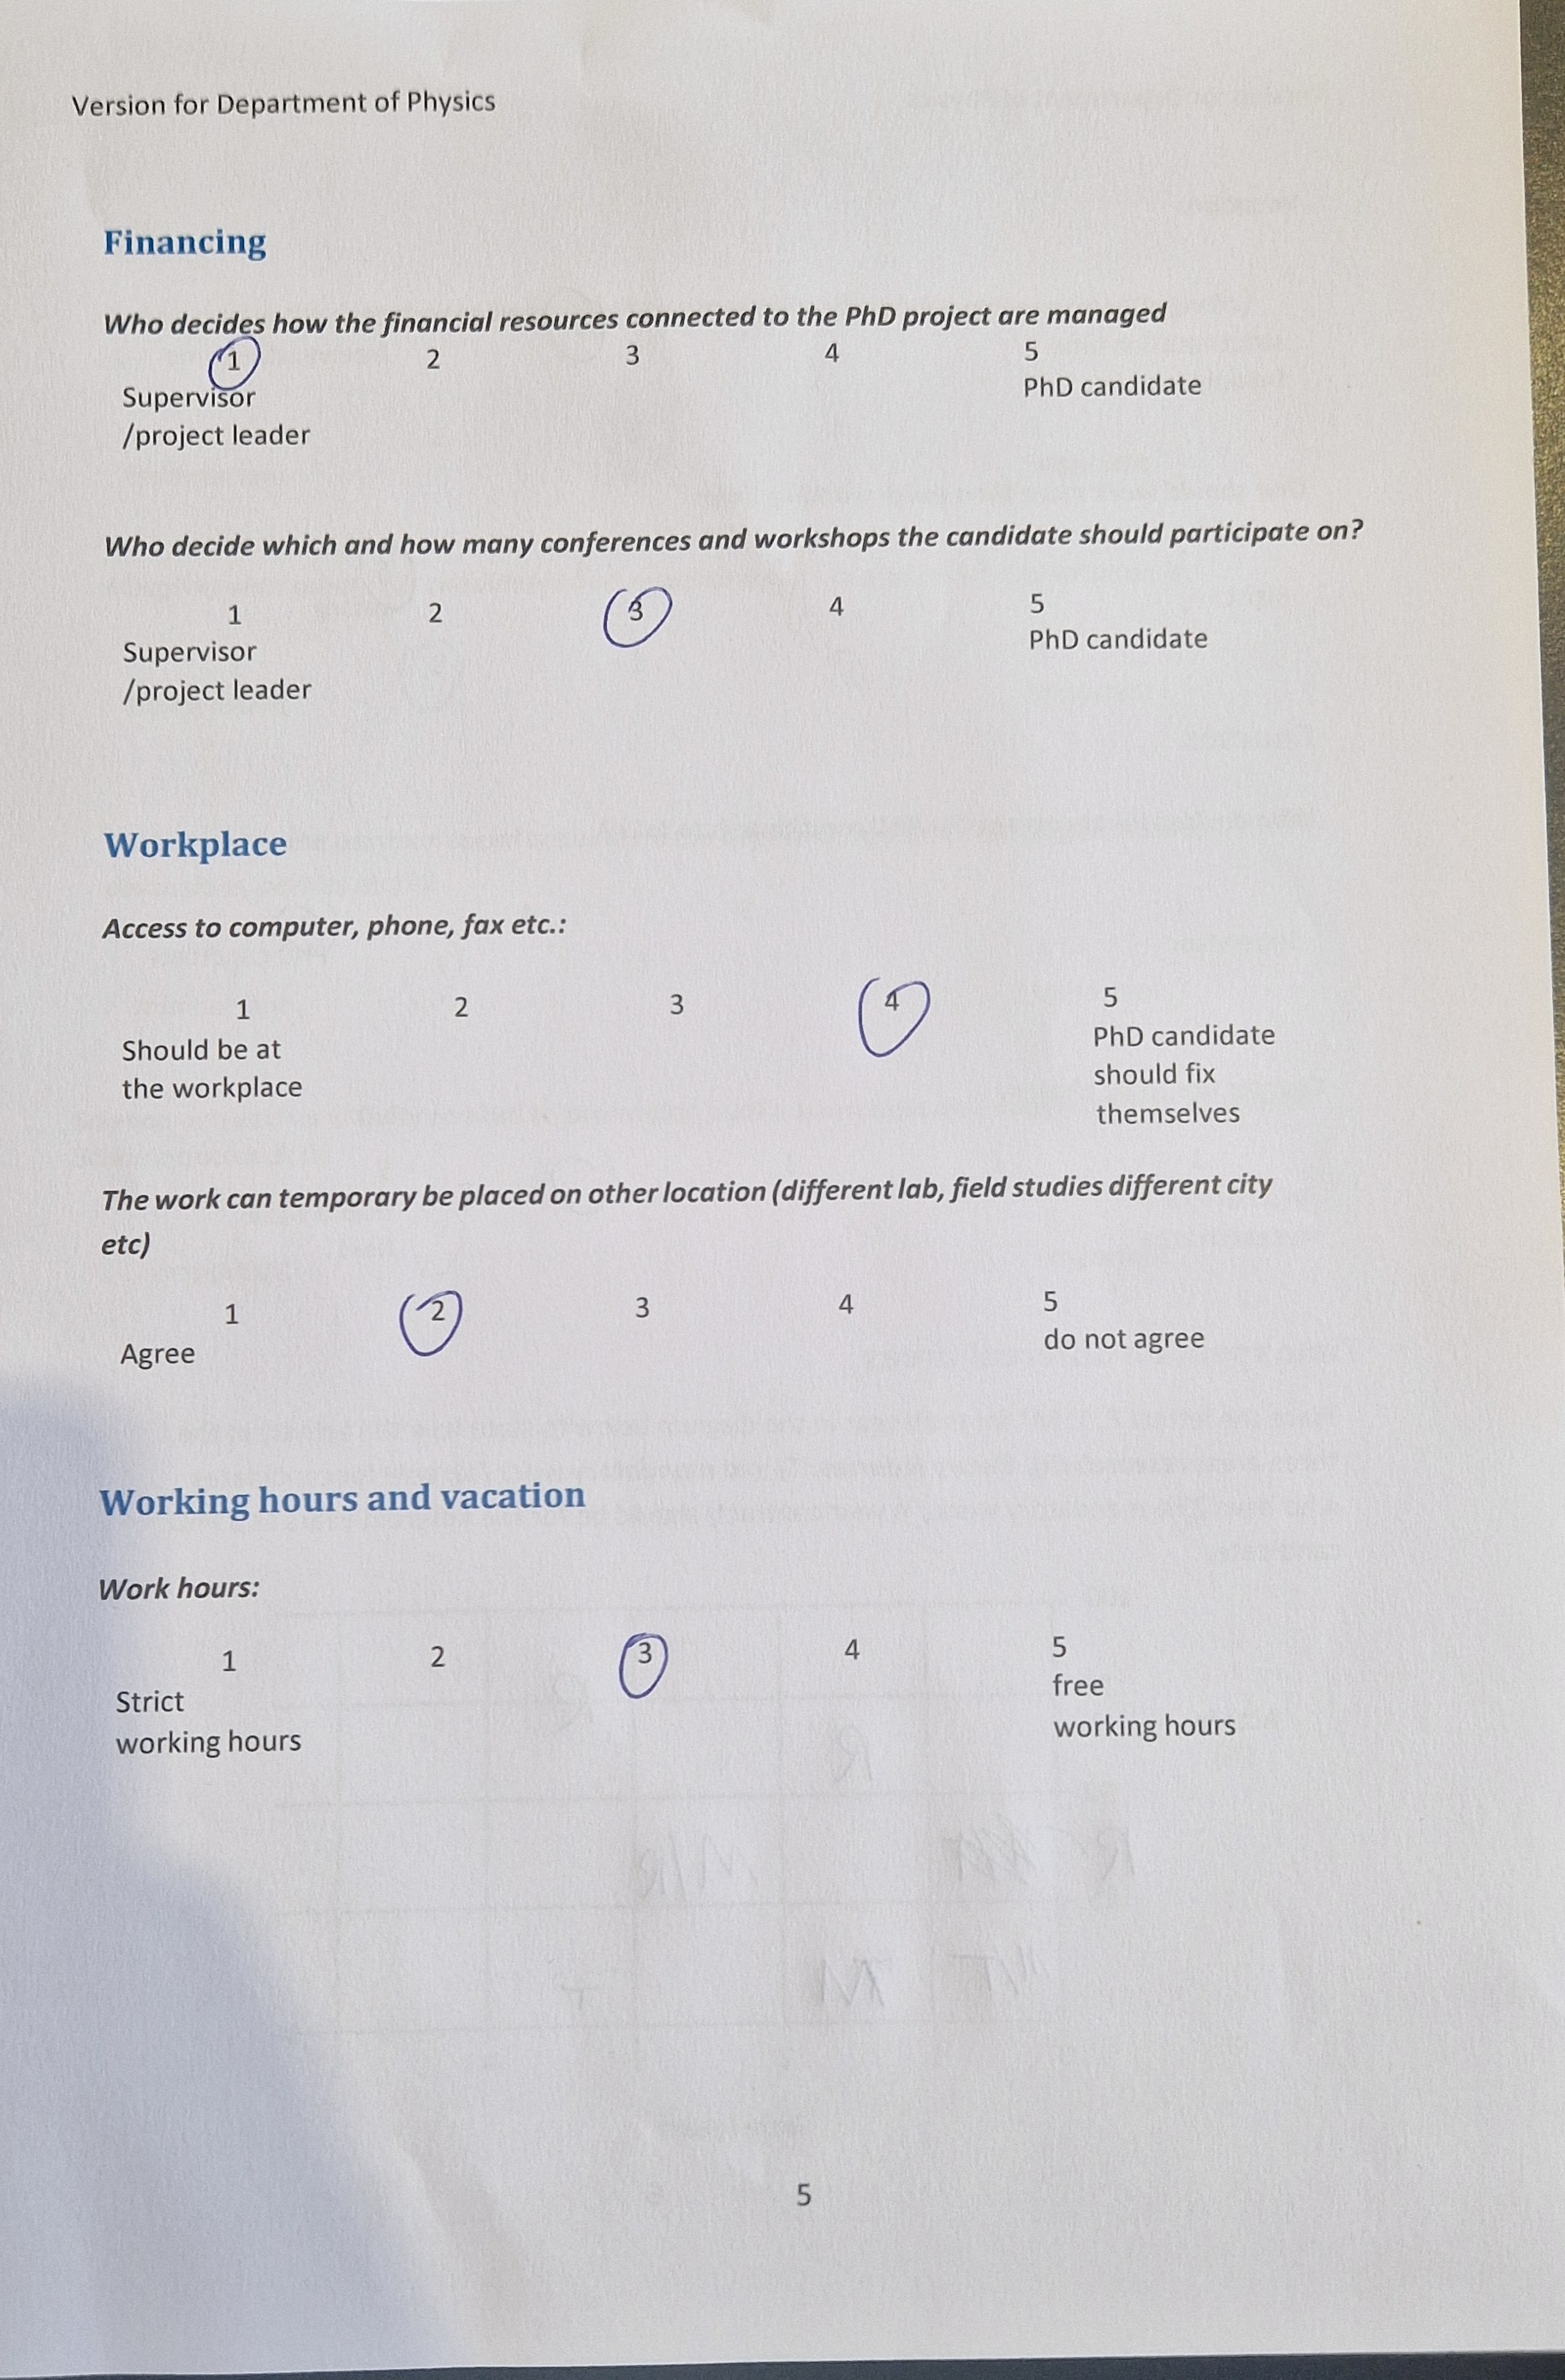 Version for Department of Physics
Financing
Who decides how the financial resources connected to the PhD project are managed
1 2 3 4 5
Supervisor PhD candidate
/project leader
Who decide which and how many conferences and workshops the candidate should participate on?
1 2 3 4 5
Supervisor PhD candidate
/project leader
Workplace
Access to computer, phone, fax etc.:
1 2 3 4 5
Should be at PhD candidate
the workplace should fix
themselves
The work can temporary be placed on other location (different lab, field studies different city
etc)
1 2 3 4 5
Agree do not agree
Working hours and vacation
Work hours:
1 2 3 4 5
Strict free
working hours working hours
5